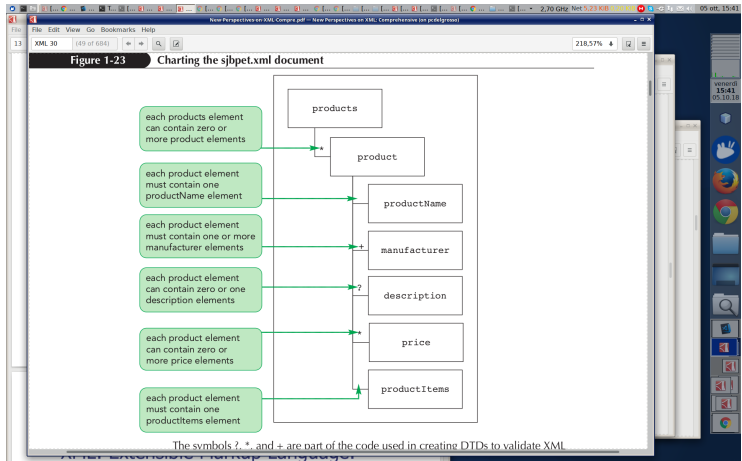 2,70 GHz
Net 5,23 KiB
05 ott, 15:41
New-Perspectives-on-XML-Compre.pdf — New Perspectives on XML: Comprehensive (on pcdelgrosso)
File
File Edit View Go Bookmarks Help
13
XML 30 (49 of 684)
218,57%
Figure 1-23 Charting the sjbpet.xml document
each products element
can contain zero or
more product elements
products
*
product
each product element
must contain one
productName element
productName
each product element
must contain one or more
manufacturer elements
+
manufacturer
each product element
can contain zero or one
description elements
?
description
each product element
can contain zero or
more price elements
*
price
each product element
must contain one
productItems element
productItems
The symbols ?, *, and + are part of the code used in creating DTDs to validate XML
venerdì
15:41
05.10.18